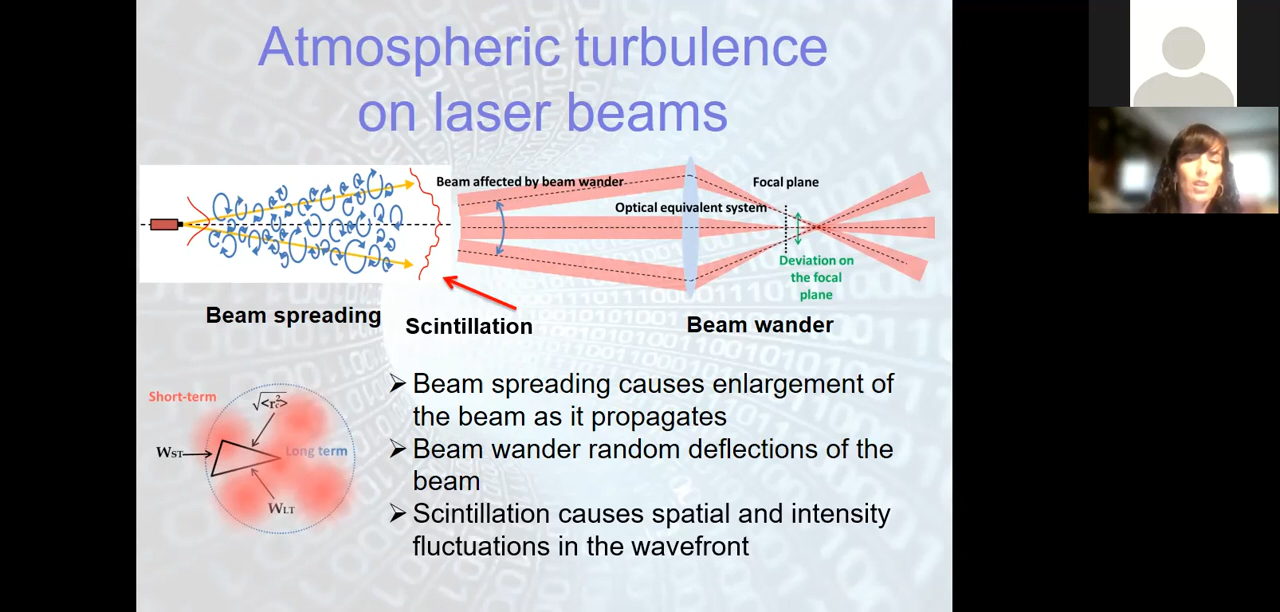 Atmospheric turbulence
on laser beams
Beam affected by beam wander
Focal plane
Optical equivalent system
Deviation on
the focal
plane
Beam spreading
Scintillation
Beam wander
Short-term
√<r²c>
WST
Long term
WLT
➢ Beam spreading causes enlargement of
the beam as it propagates
➢ Beam wander random deflections of the
beam
➢ Scintillation causes spatial and intensity
fluctuations in the wavefront